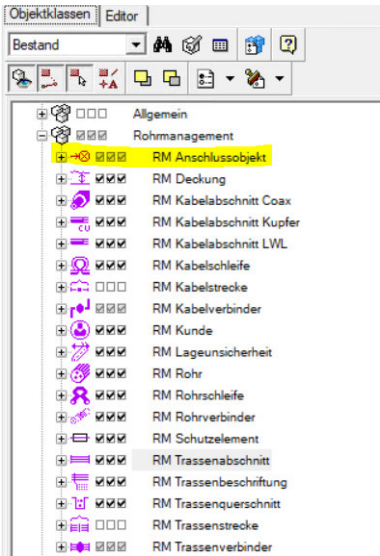 Objektklassen Editor
Bestand
Allgemein
Rohrmanagement
RM Anschlussobjekt
RM Deckung
RM Kabelabschnitt Coax
CU RM Kabelabschnitt Kupfer
RM Kabelabschnitt LWL
RM Kabelschleife
RM Kabelstrecke
RM Kabelverbinder
RM Kunde
RM Lageunsicherheit
RM Rohr
RM Rohrschleife
RM Rohrverbinder
RM Schutzelement
RM Trassenabschnitt
RM Trassenbeschriftung
RM Trassenquerschnitt
RM Trassenstrecke
RM Trassenverbinder